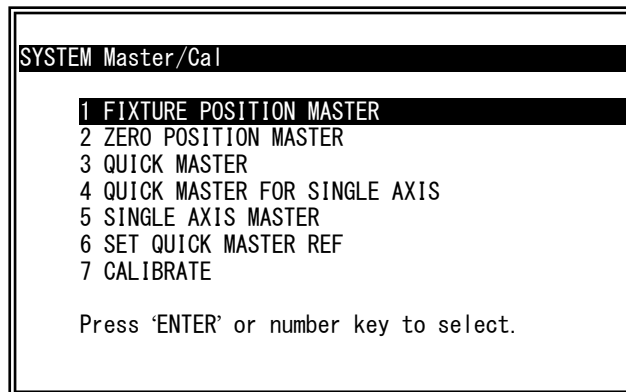 SYSTEM Master/Cal
1 FIXTURE POSITION MASTER
2 ZERO POSITION MASTER
3 QUICK MASTER
4 QUICK MASTER FOR SINGLE AXIS
5 SINGLE AXIS MASTER
6 SET QUICK MASTER REF
7 CALIBRATE
Press ‘ENTER’ or number key to select.